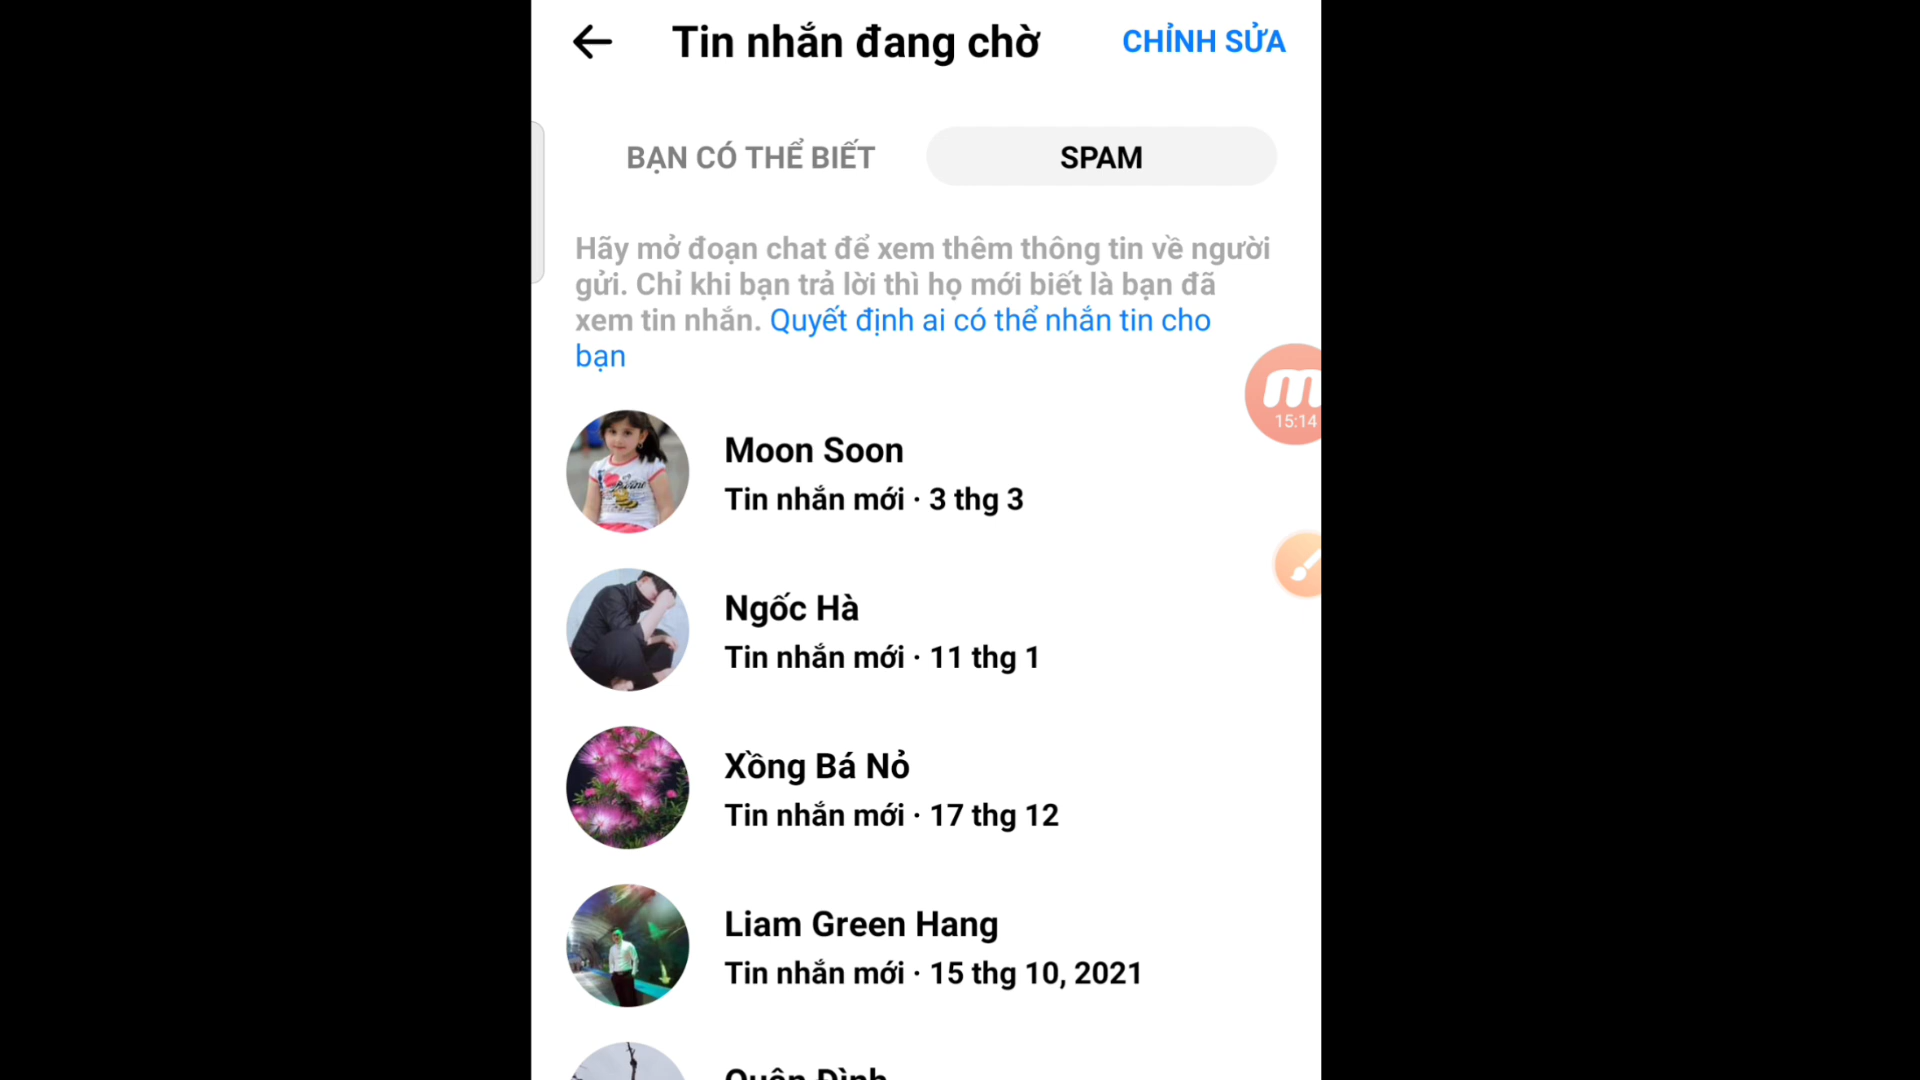 Tin nhắn đang chờ
CHỈNH SỬA
BẠN CÓ THỂ BIẾT
SPAM
Hãy mở đoạn chat để xem thêm thông tin về người
gửi. Chỉ khi bạn trả lời thì họ mới biết là bạn đã
xem tin nhắn. Quyết định ai có thể nhắn tin cho
bạn
15:14
Moon Soon
Tin nhắn mới · 3 thg 3
Ngốc Hà
Tin nhắn mới · 11 thg 1
Xồng Bá Nỏ
Tin nhắn mới · 17 thg 12
Liam Green Hang
Tin nhắn mới · 15 thg 10, 2021